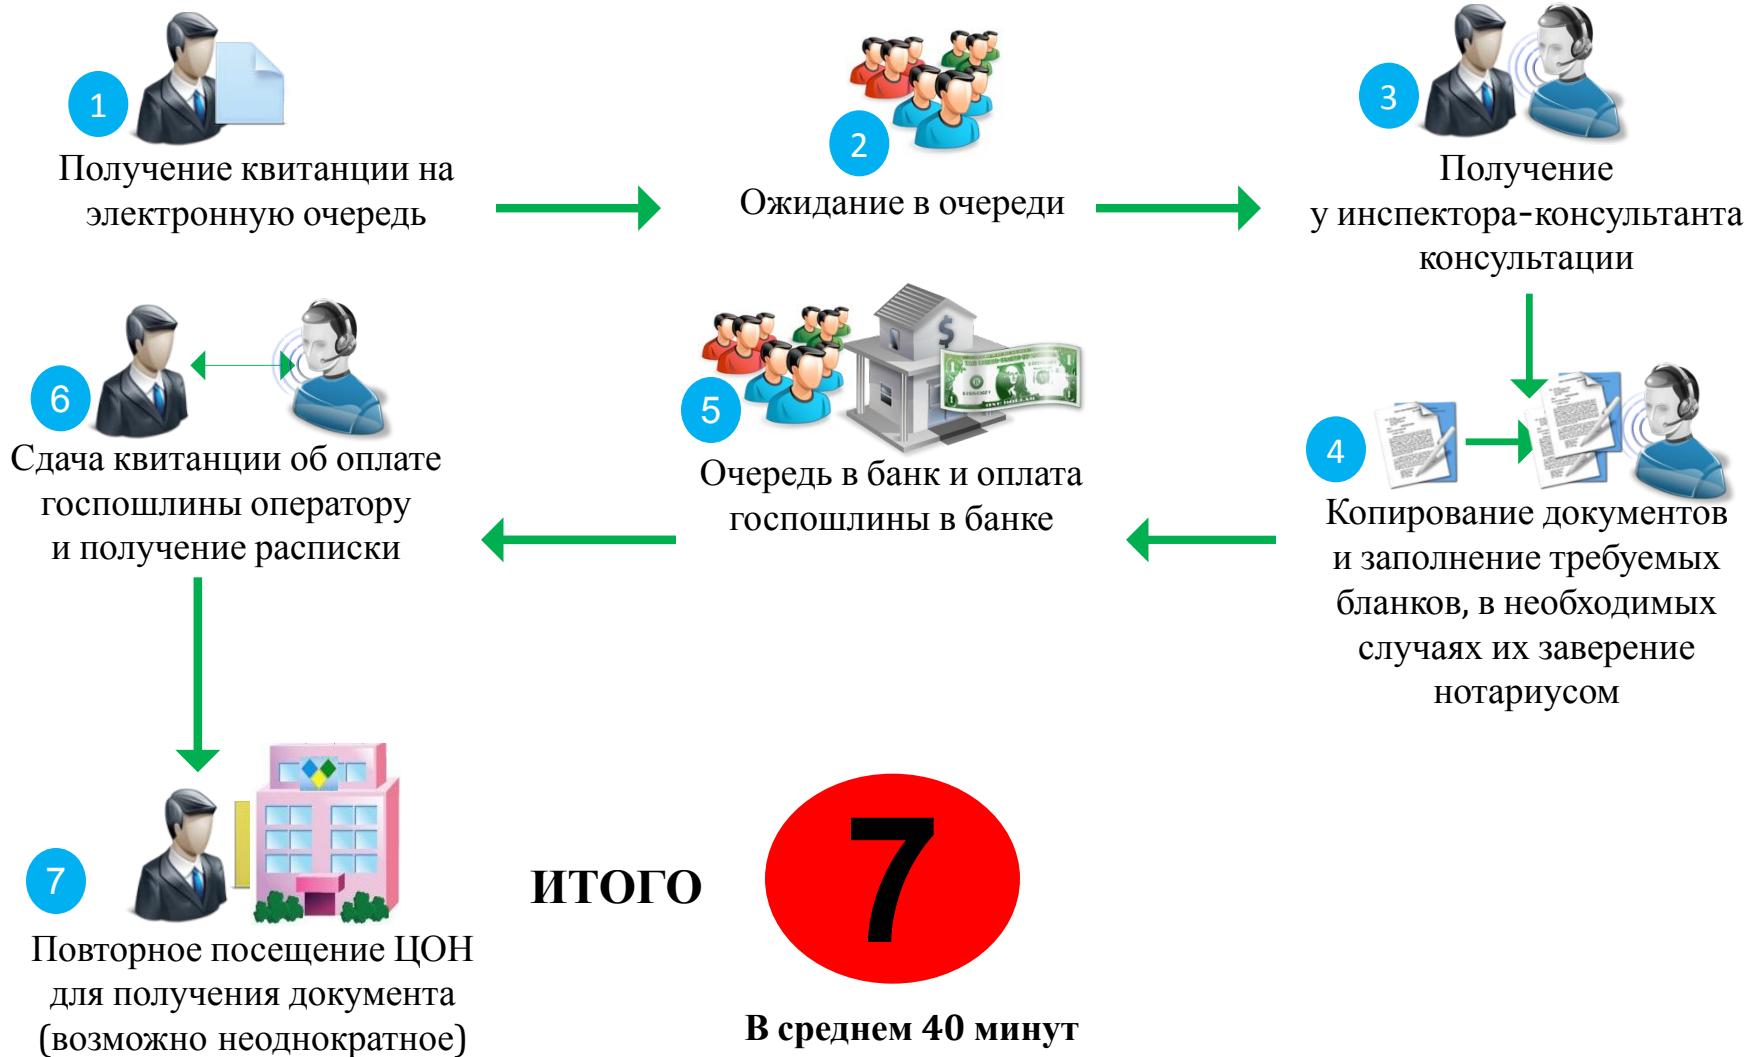 1
Получение квитанции на
электронную очередь
2
Ожидание в очереди
3
Получение
у инспектора-консультанта
консультации
4
Копирование документов
и заполнение требуемых
бланков, в необходимых
случаях их заверение
нотариусом
5
Очередь в банк и оплата
госпошлины в банке
6
Сдача квитанции об оплате
госпошлины оператору
и получение расписки
7
Повторное посещение ЦОН
для получения документа
(возможно неоднократное)
ИТОГО
7
В среднем 40 минут